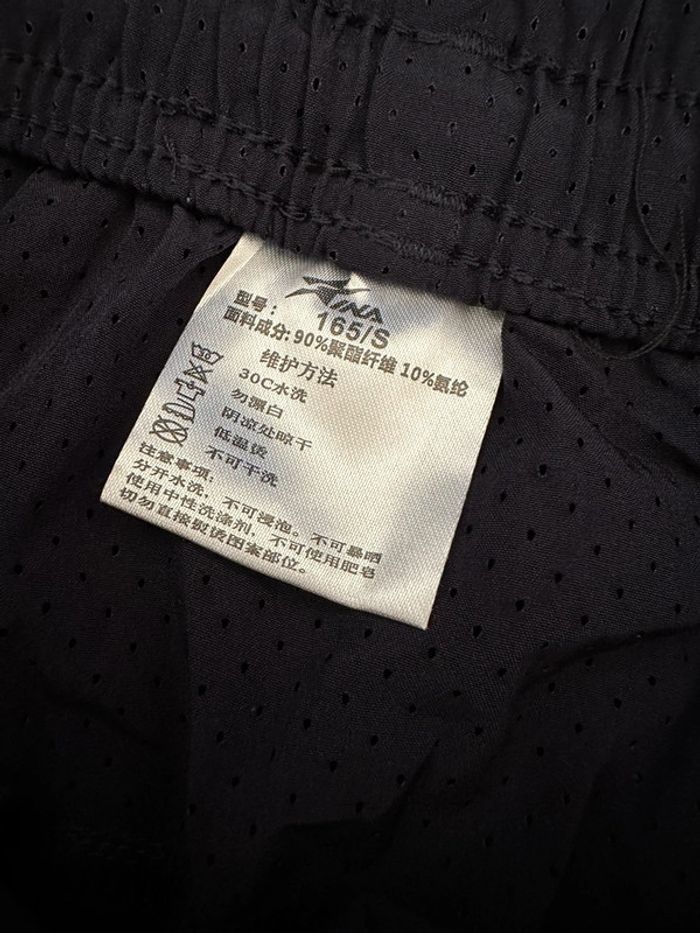 型号： 165/S
面料成分: 90%聚酯纤维 10%氨纶
维护方法
30C水洗
勿漂白
阴凉处晾干
低温烫
不可干洗
注意事项:
分开水洗，不可浸泡。不可暴晒
使用中性洗涤剂，不可使用肥皂
切勿直接熨烫图案部位。